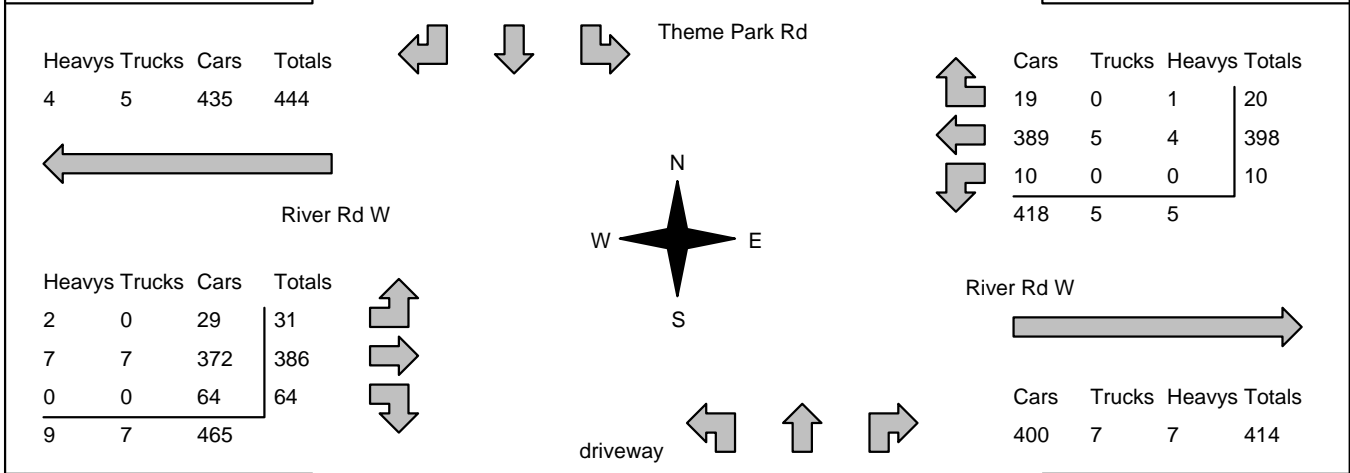 Theme Park Rd
Heavys Trucks Cars Totals
4 5 435 444
River Rd W
Heavys Trucks Cars Totals
2 0 29 31
7 7 372 386
0 0 64 64
9 7 465
N
W E
S
driveway
Cars Trucks Heavys Totals
19 0 1 20
389 5 4 398
10 0 0 10
418 5 5
River Rd W
Cars Trucks Heavys Totals
400 7 7 414